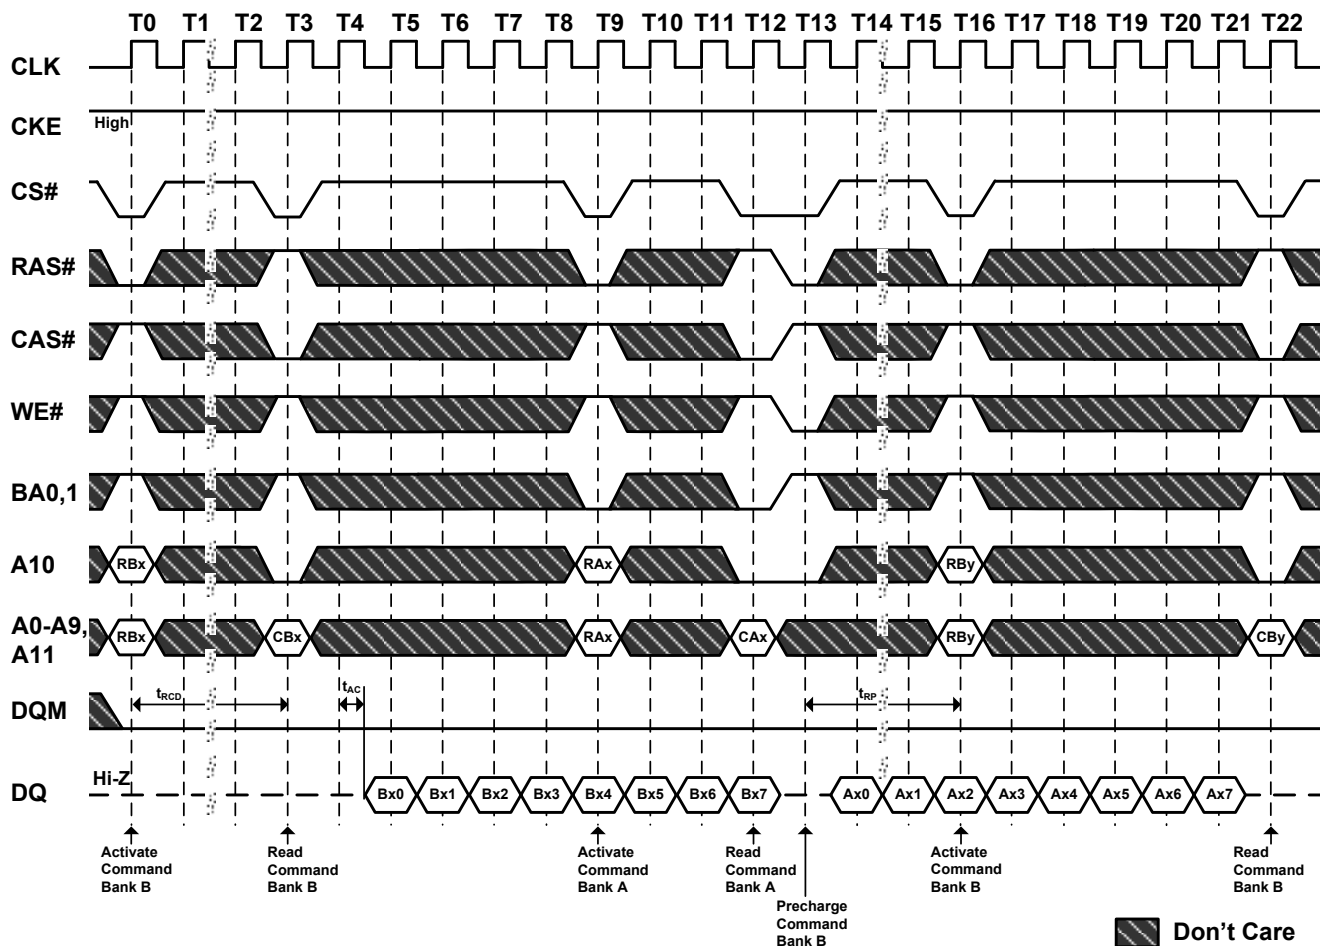 T0 T1 T2 T3 T4 T5 T6 T7 T8 T9 T10 T11 T12 T13 T14 T15 T16 T17 T18 T19 T20 T21 T22
CLK
CKE High
CS#
RAS#
CAS#
WE#
BA0,1
A10 RBx RAx RBy
A0-A9,
A11 RBx CBx RAx CAx RBy CBy
DQM tRCD tAC tRP
Hi-Z
DQ Bx0 Bx1 Bx2 Bx3 Bx4 Bx5 Bx6 Bx7 Ax0 Ax1 Ax2 Ax3 Ax4 Ax5 Ax6 Ax7
Activate
Command
Bank B
Read
Command
Bank B
Activate
Command
Bank A
Read
Command
Bank A
Precharge
Command
Bank B
Activate
Command
Bank B
Read
Command
Bank B
Don't Care